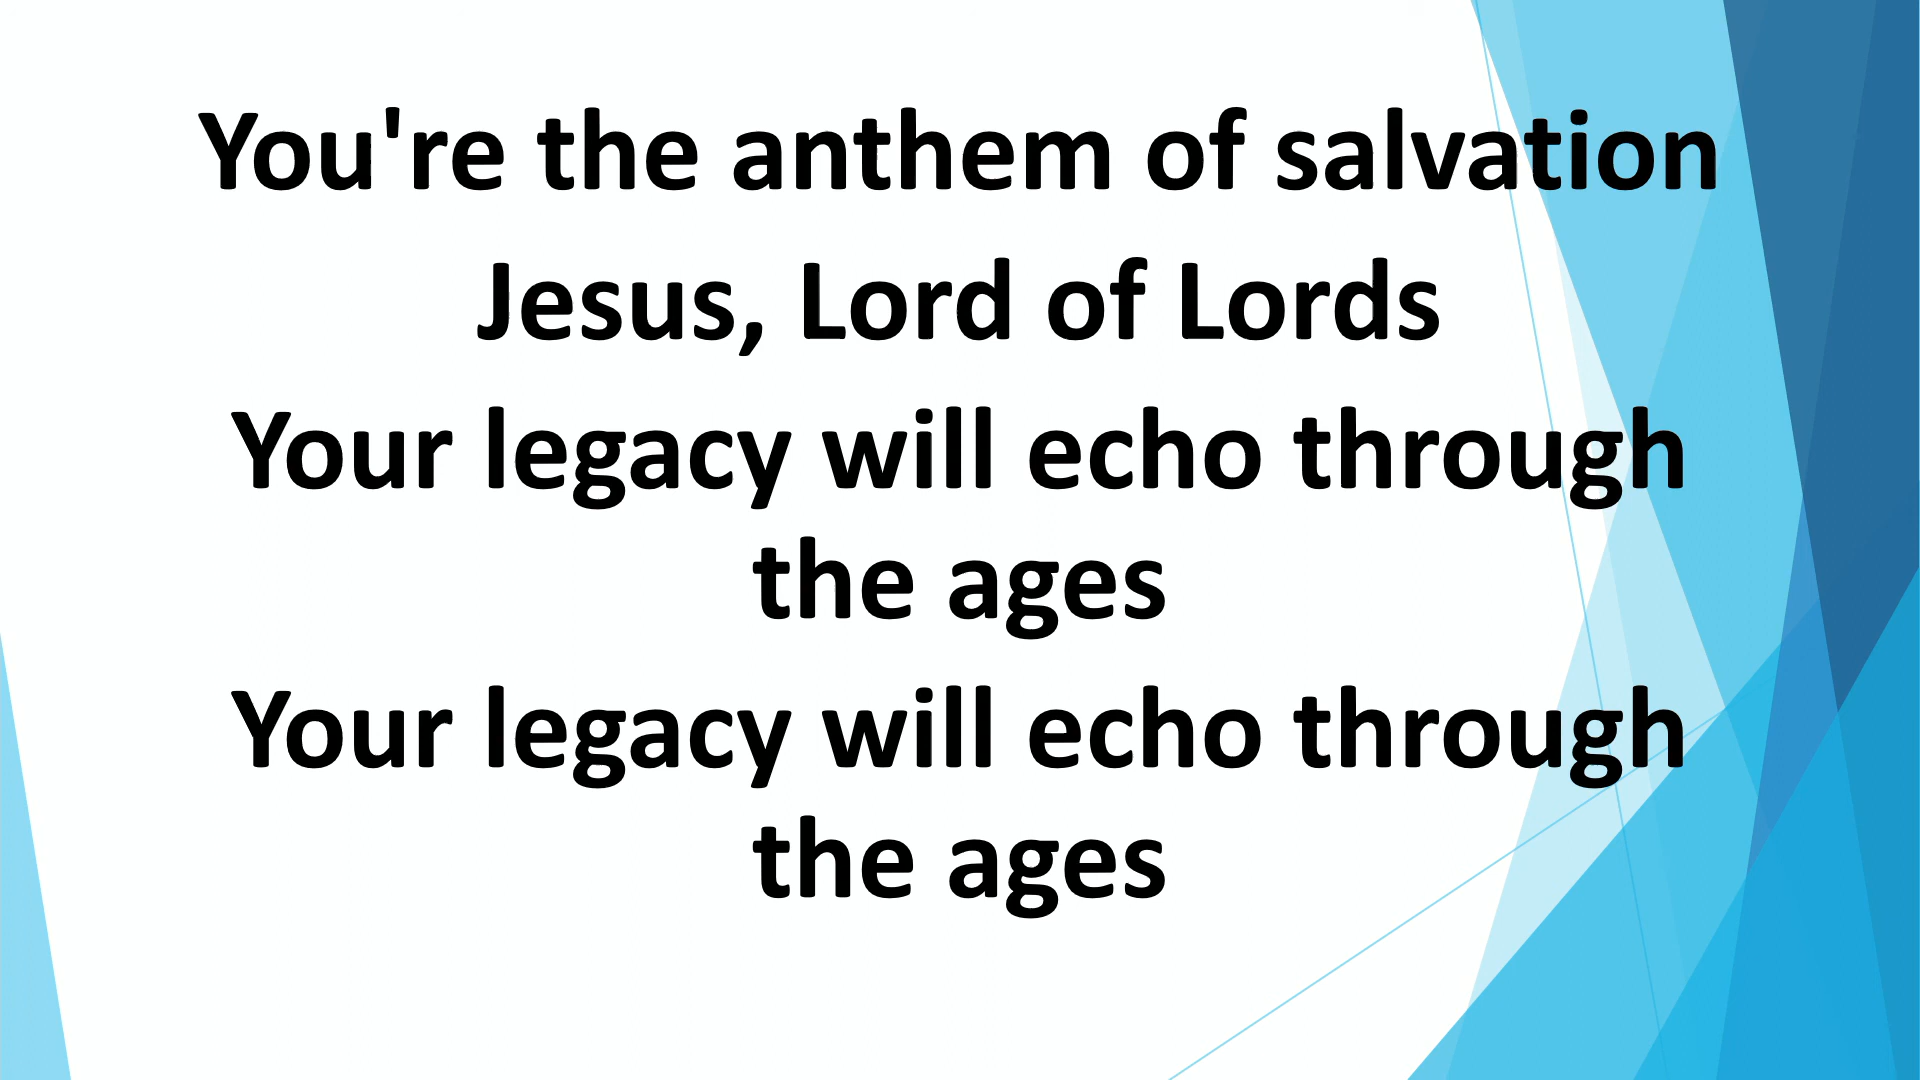 You're the anthem of salvation
Jesus, Lord of Lords
Your legacy will echo through
the ages
Your legacy will echo through
the ages